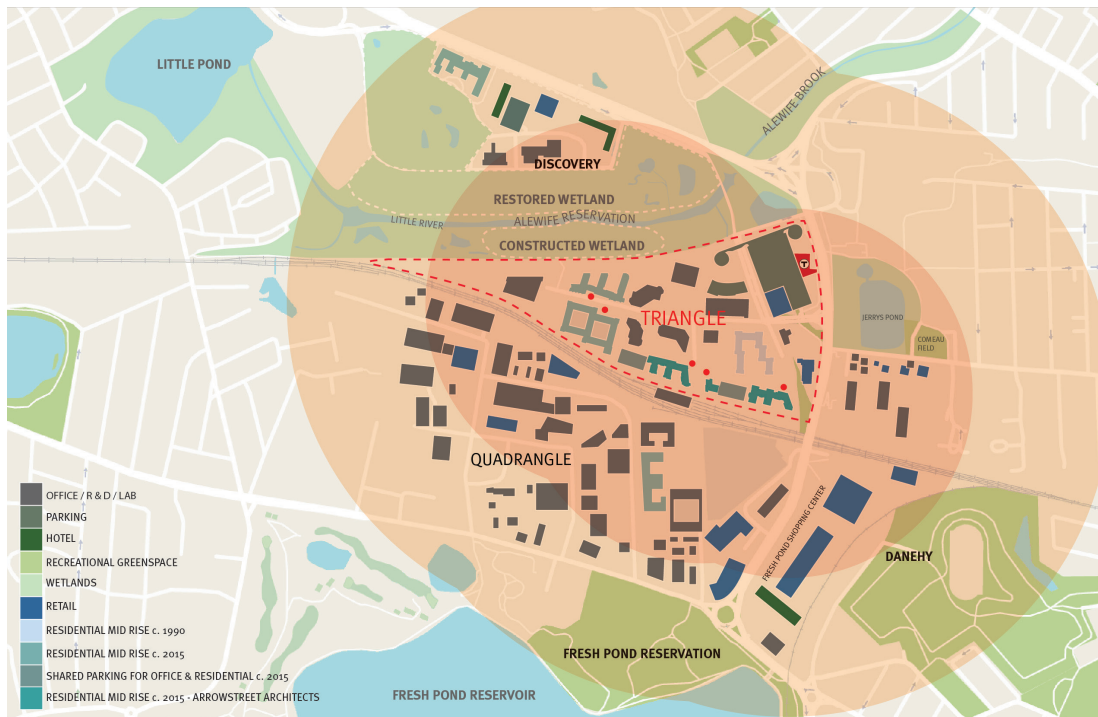 LITTLE POND
ALEWIFE BROOK
DISCOVERY
RESTORED WETLAND
LITTLE RIVER
ALEWIFE RESERVATION
CONSTRUCTED WETLAND
T
TRIANGLE
JERRYS POND
COMEAU
FIELD
QUADRANGLE
FRESH POND SHOPPING CENTER
DANEHY
FRESH POND RESERVATION
FRESH POND RESERVOIR
OFFICE / R & D / LAB
PARKING
HOTEL
RECREATIONAL GREENSPACE
WETLANDS
RETAIL
RESIDENTIAL MID RISE c. 1990
RESIDENTIAL MID RISE c. 2015
SHARED PARKING FOR OFFICE & RESIDENTIAL c. 2015
RESIDENTIAL MID RISE c. 2015 - ARROWSTREET ARCHITECTS